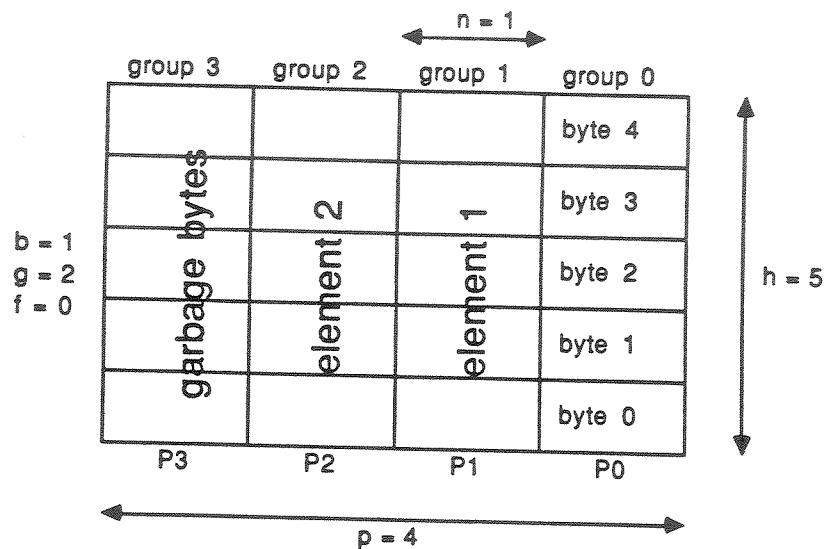 n = 1
group 3 group 2 group 1 group 0
byte 4
byte 3
byte 2
byte 1
byte 0
garbage bytes
element 2
element 1
b = 1
g = 2
f = 0
h = 5
P3 P2 P1 P0
p = 4